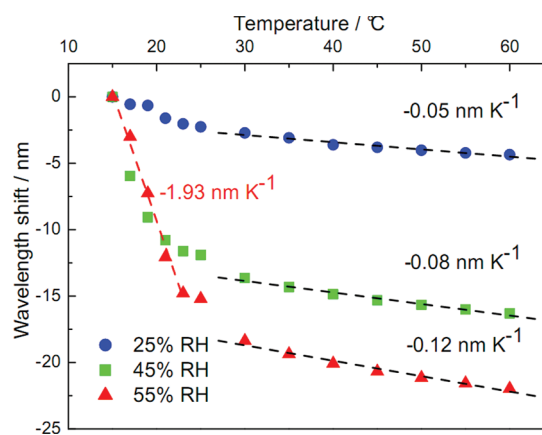 Temperature / °C
10 20 30 40 50 60
0
-5
-10
-15
-20
-25
Wavelength shift / nm
-0.05 nm K⁻¹
-1.93 nm K⁻¹
-0.08 nm K⁻¹
-0.12 nm K⁻¹
25% RH
45% RH
55% RH